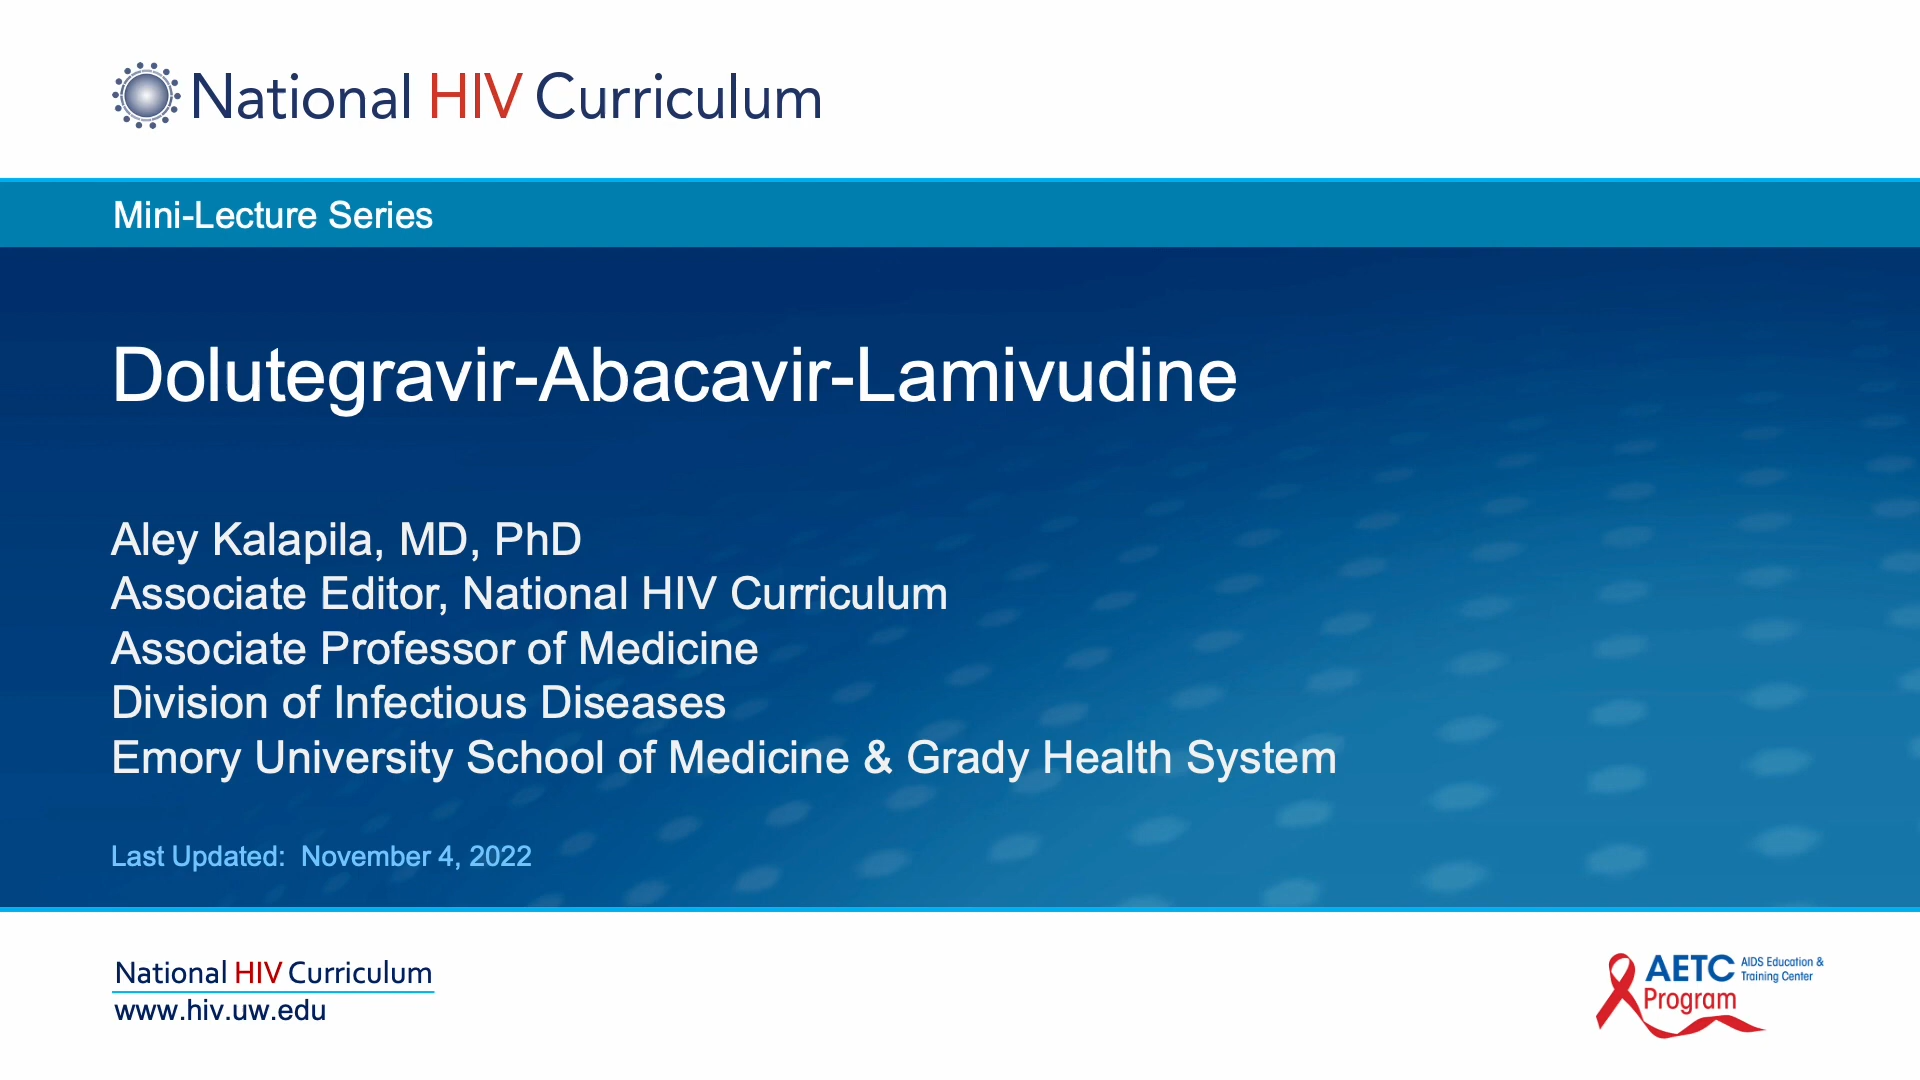 National HIV Curriculum
Mini-Lecture Series
Dolutegravir-Abacavir-Lamivudine
Aley Kalapila, MD, PhD
Associate Editor, National HIV Curriculum
Associate Professor of Medicine
Division of Infectious Diseases
Emory University School of Medicine & Grady Health System
Last Updated: November 4, 2022
National HIV Curriculum
www.hiv.uw.edu
AETC AIDS Education &
Training Center
Program